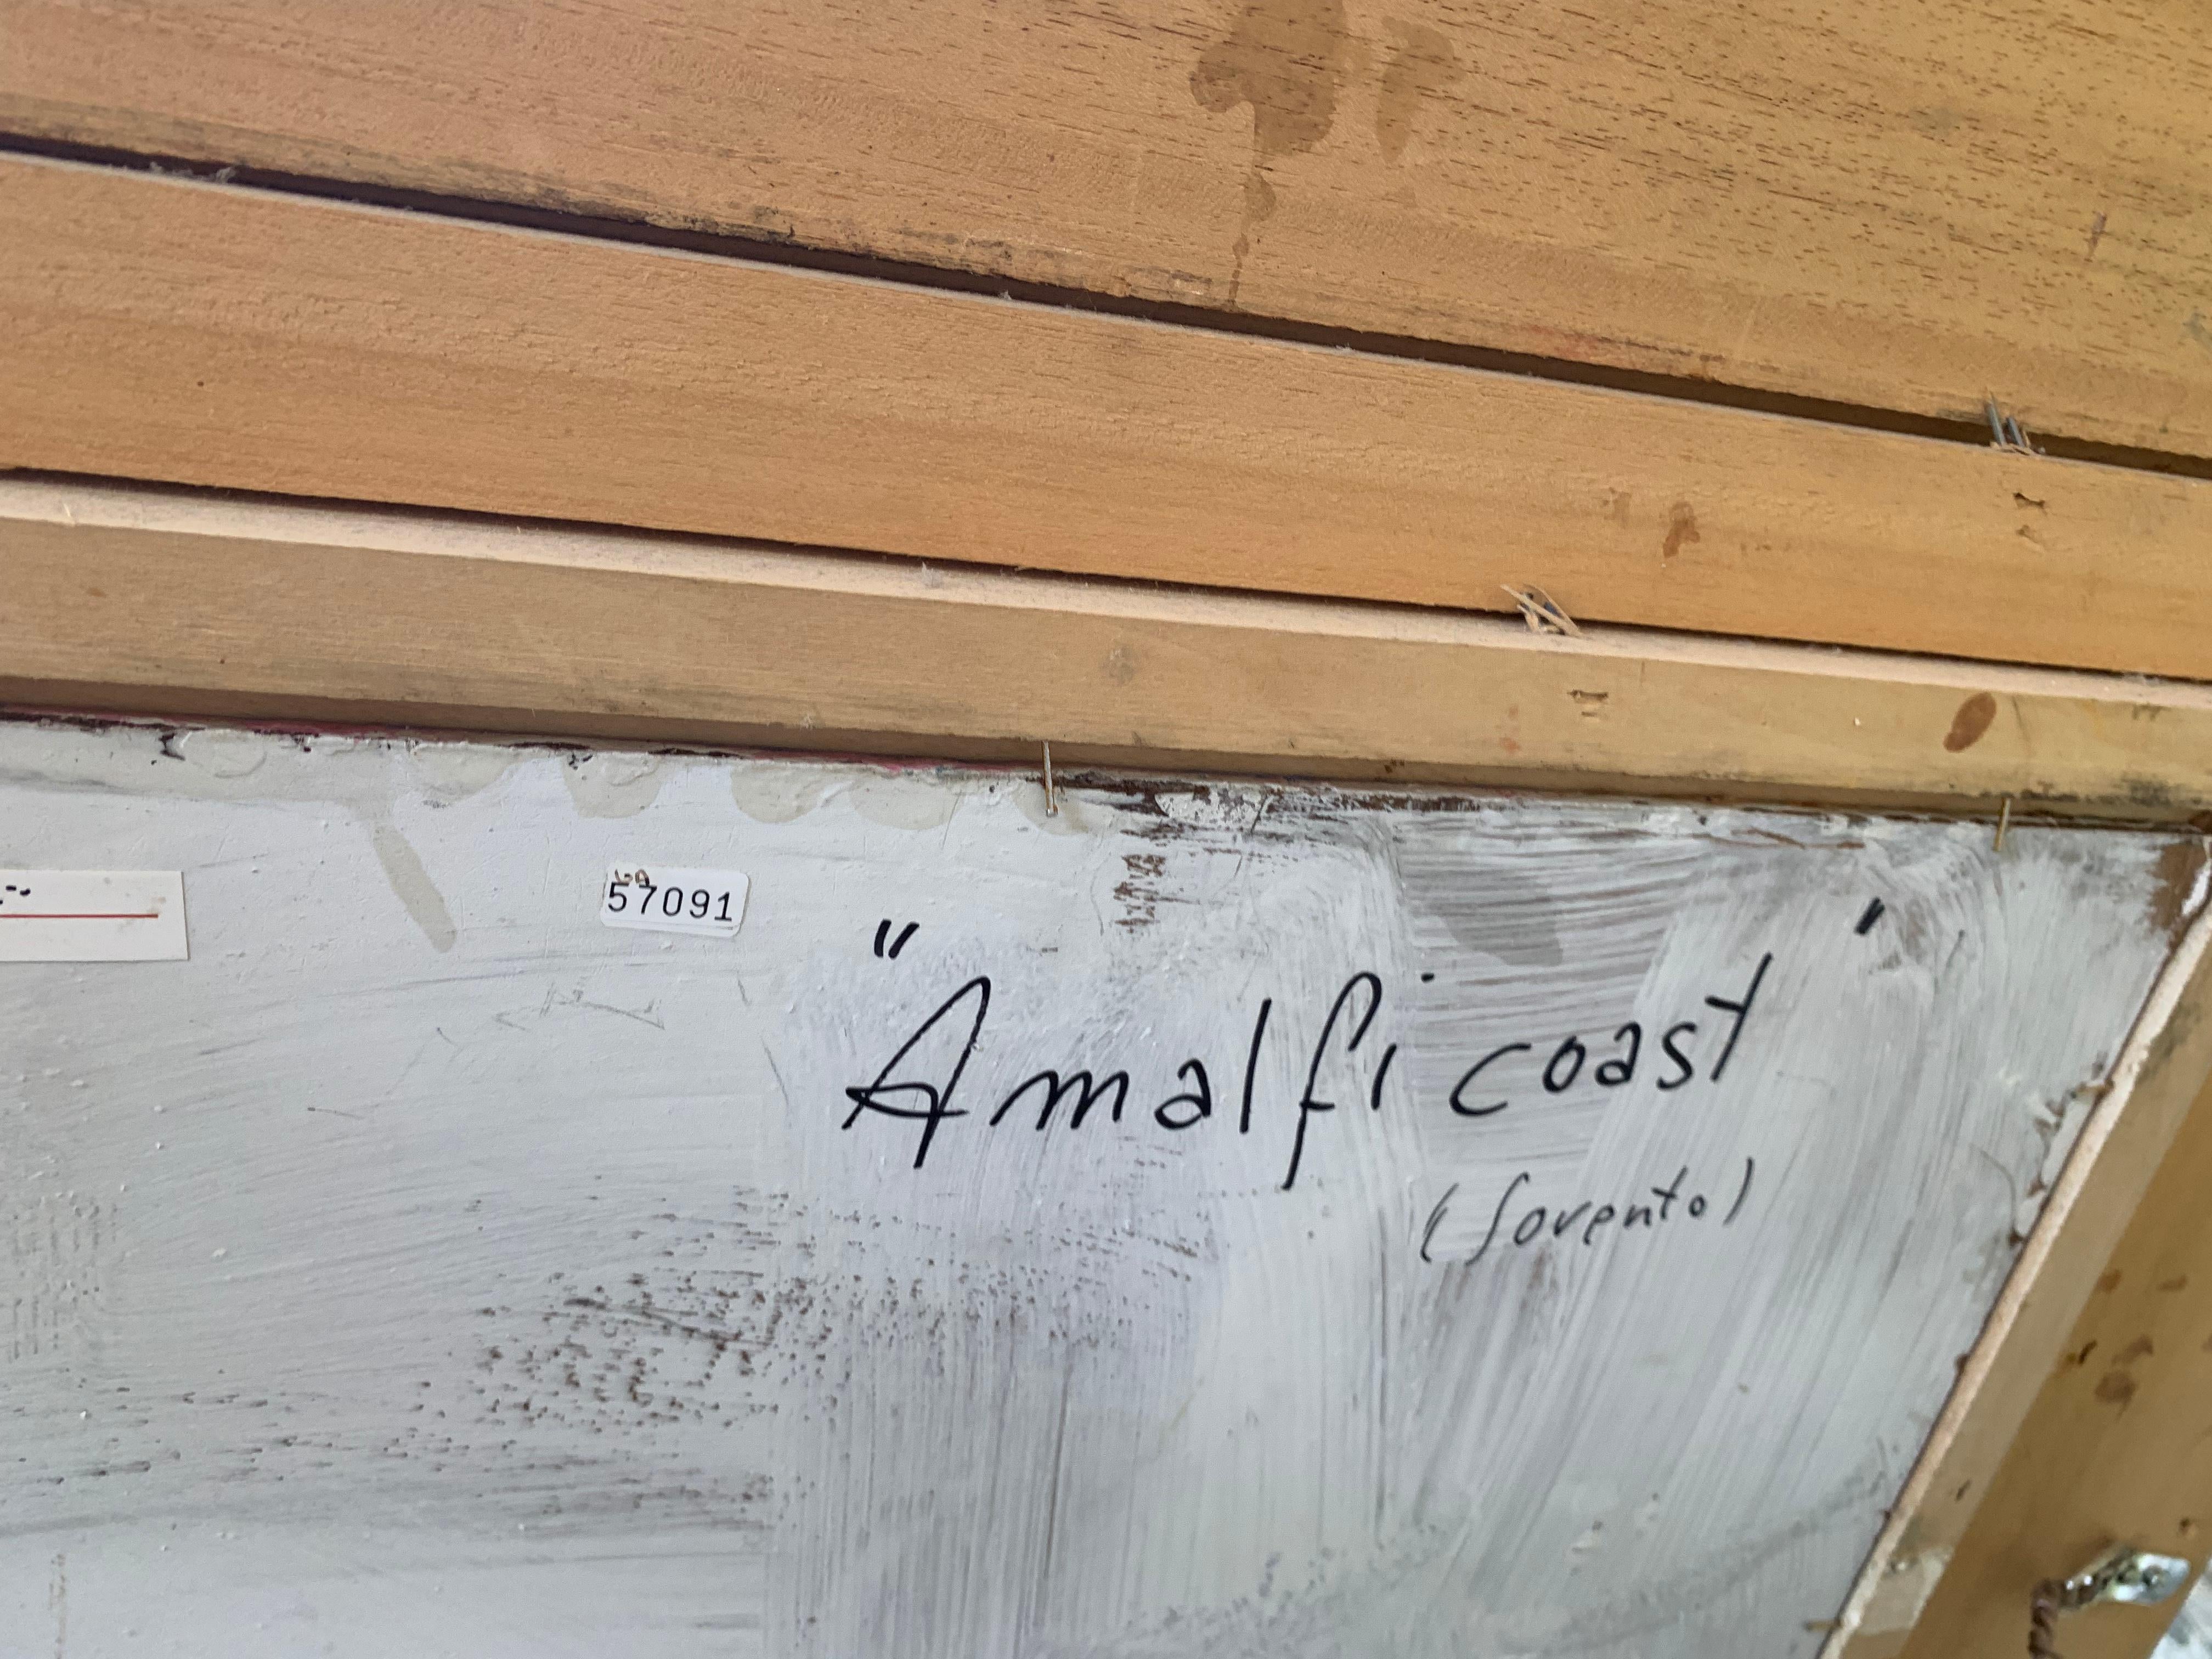 57091
"Amalfi coast"
(Sorento)